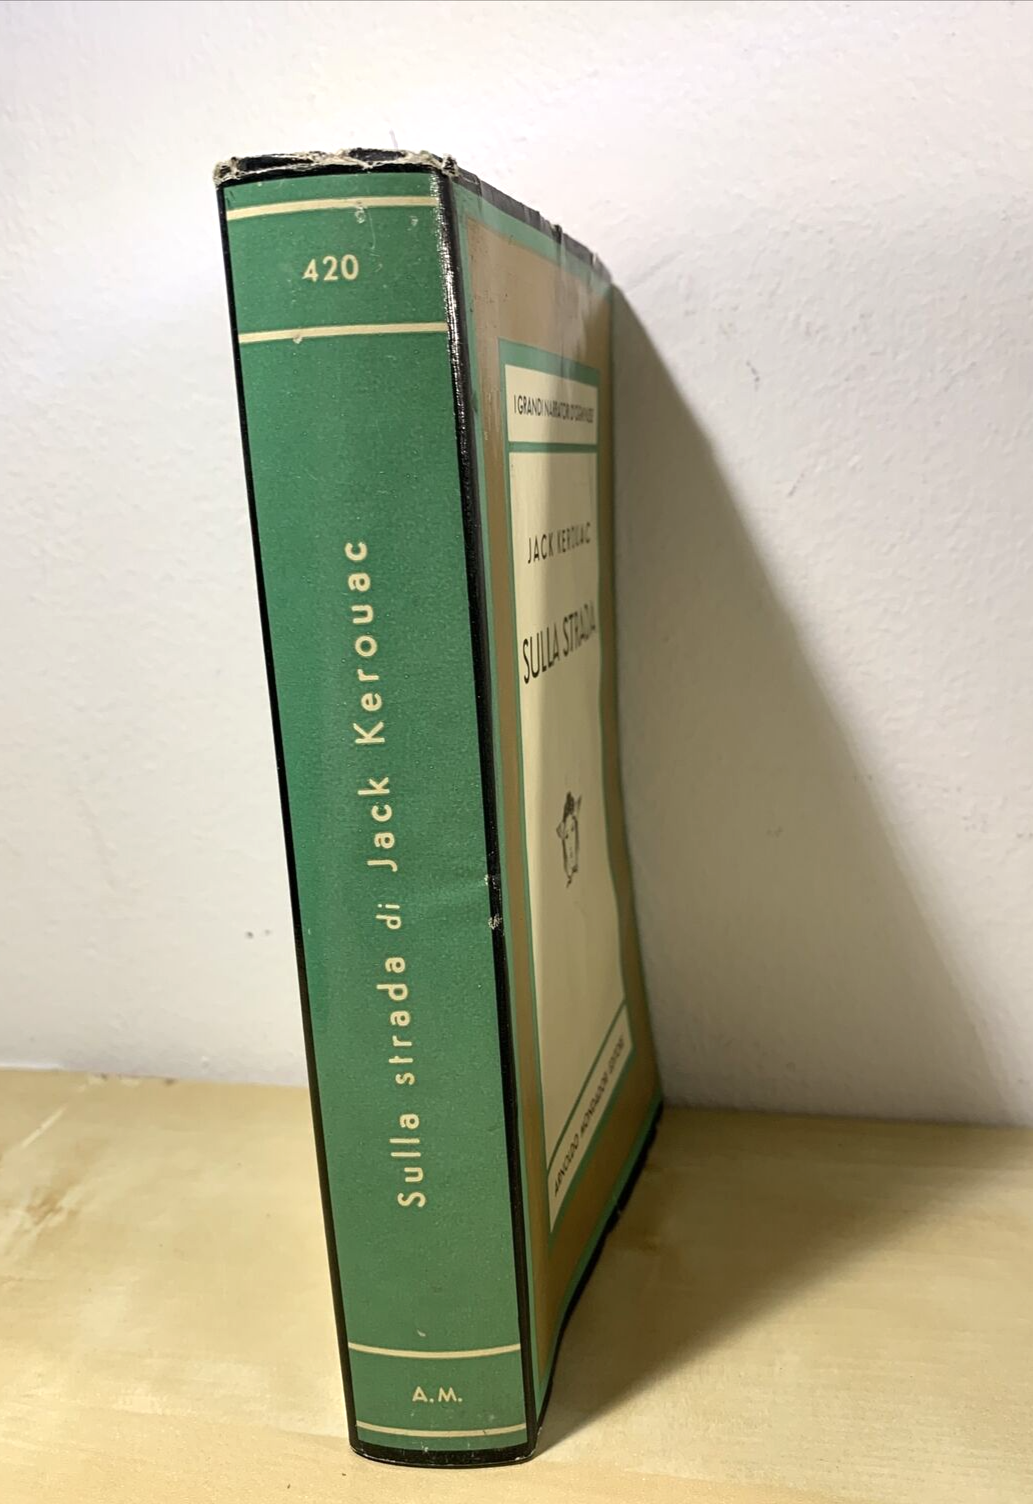 420
Sulla strada di Jack Kerouac
A.M.
I GRANDI NARRATORI D'OGNI PAESE
JACK KEROUAC
SULLA STRADA
ARNOLDO MONDADORI EDITORE